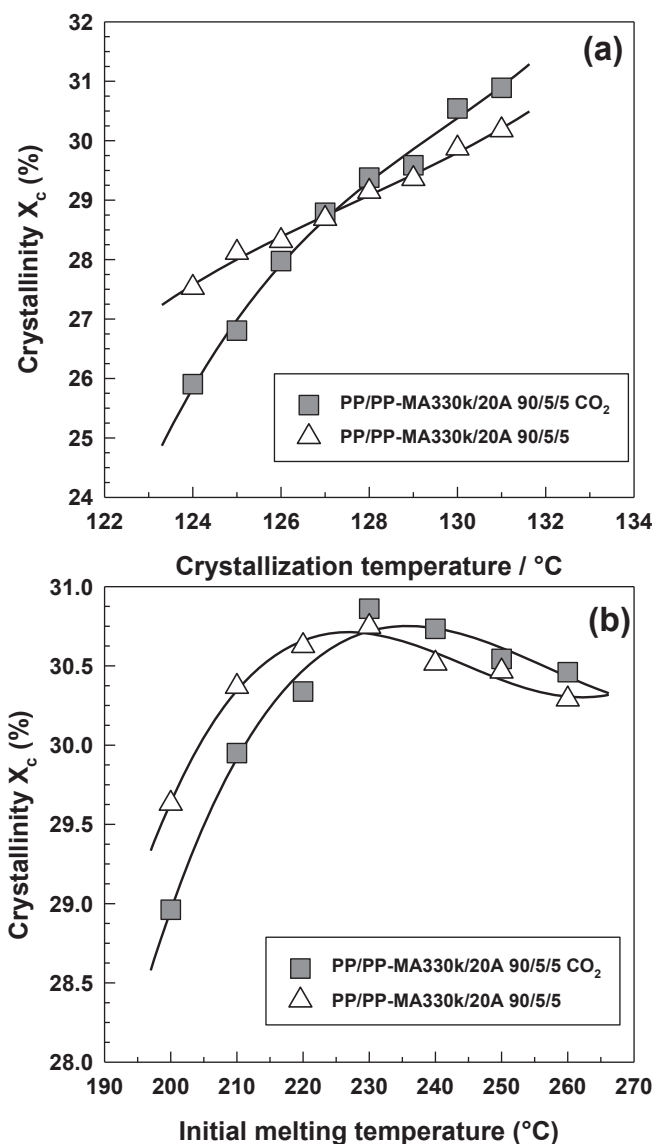 32
31
30
29
28
27
26
25
24
Crystallinity Xc (%)
(a)
PP/PP-MA330k/20A 90/5/5 CO2
PP/PP-MA330k/20A 90/5/5
122 124 126 128 130 132 134
Crystallization temperature / °C
31.0
30.5
30.0
29.5
29.0
28.5
28.0
Crystallinity Xc (%)
(b)
PP/PP-MA330k/20A 90/5/5 CO2
PP/PP-MA330k/20A 90/5/5
190 200 210 220 230 240 250 260 270
Initial melting temperature (°C)